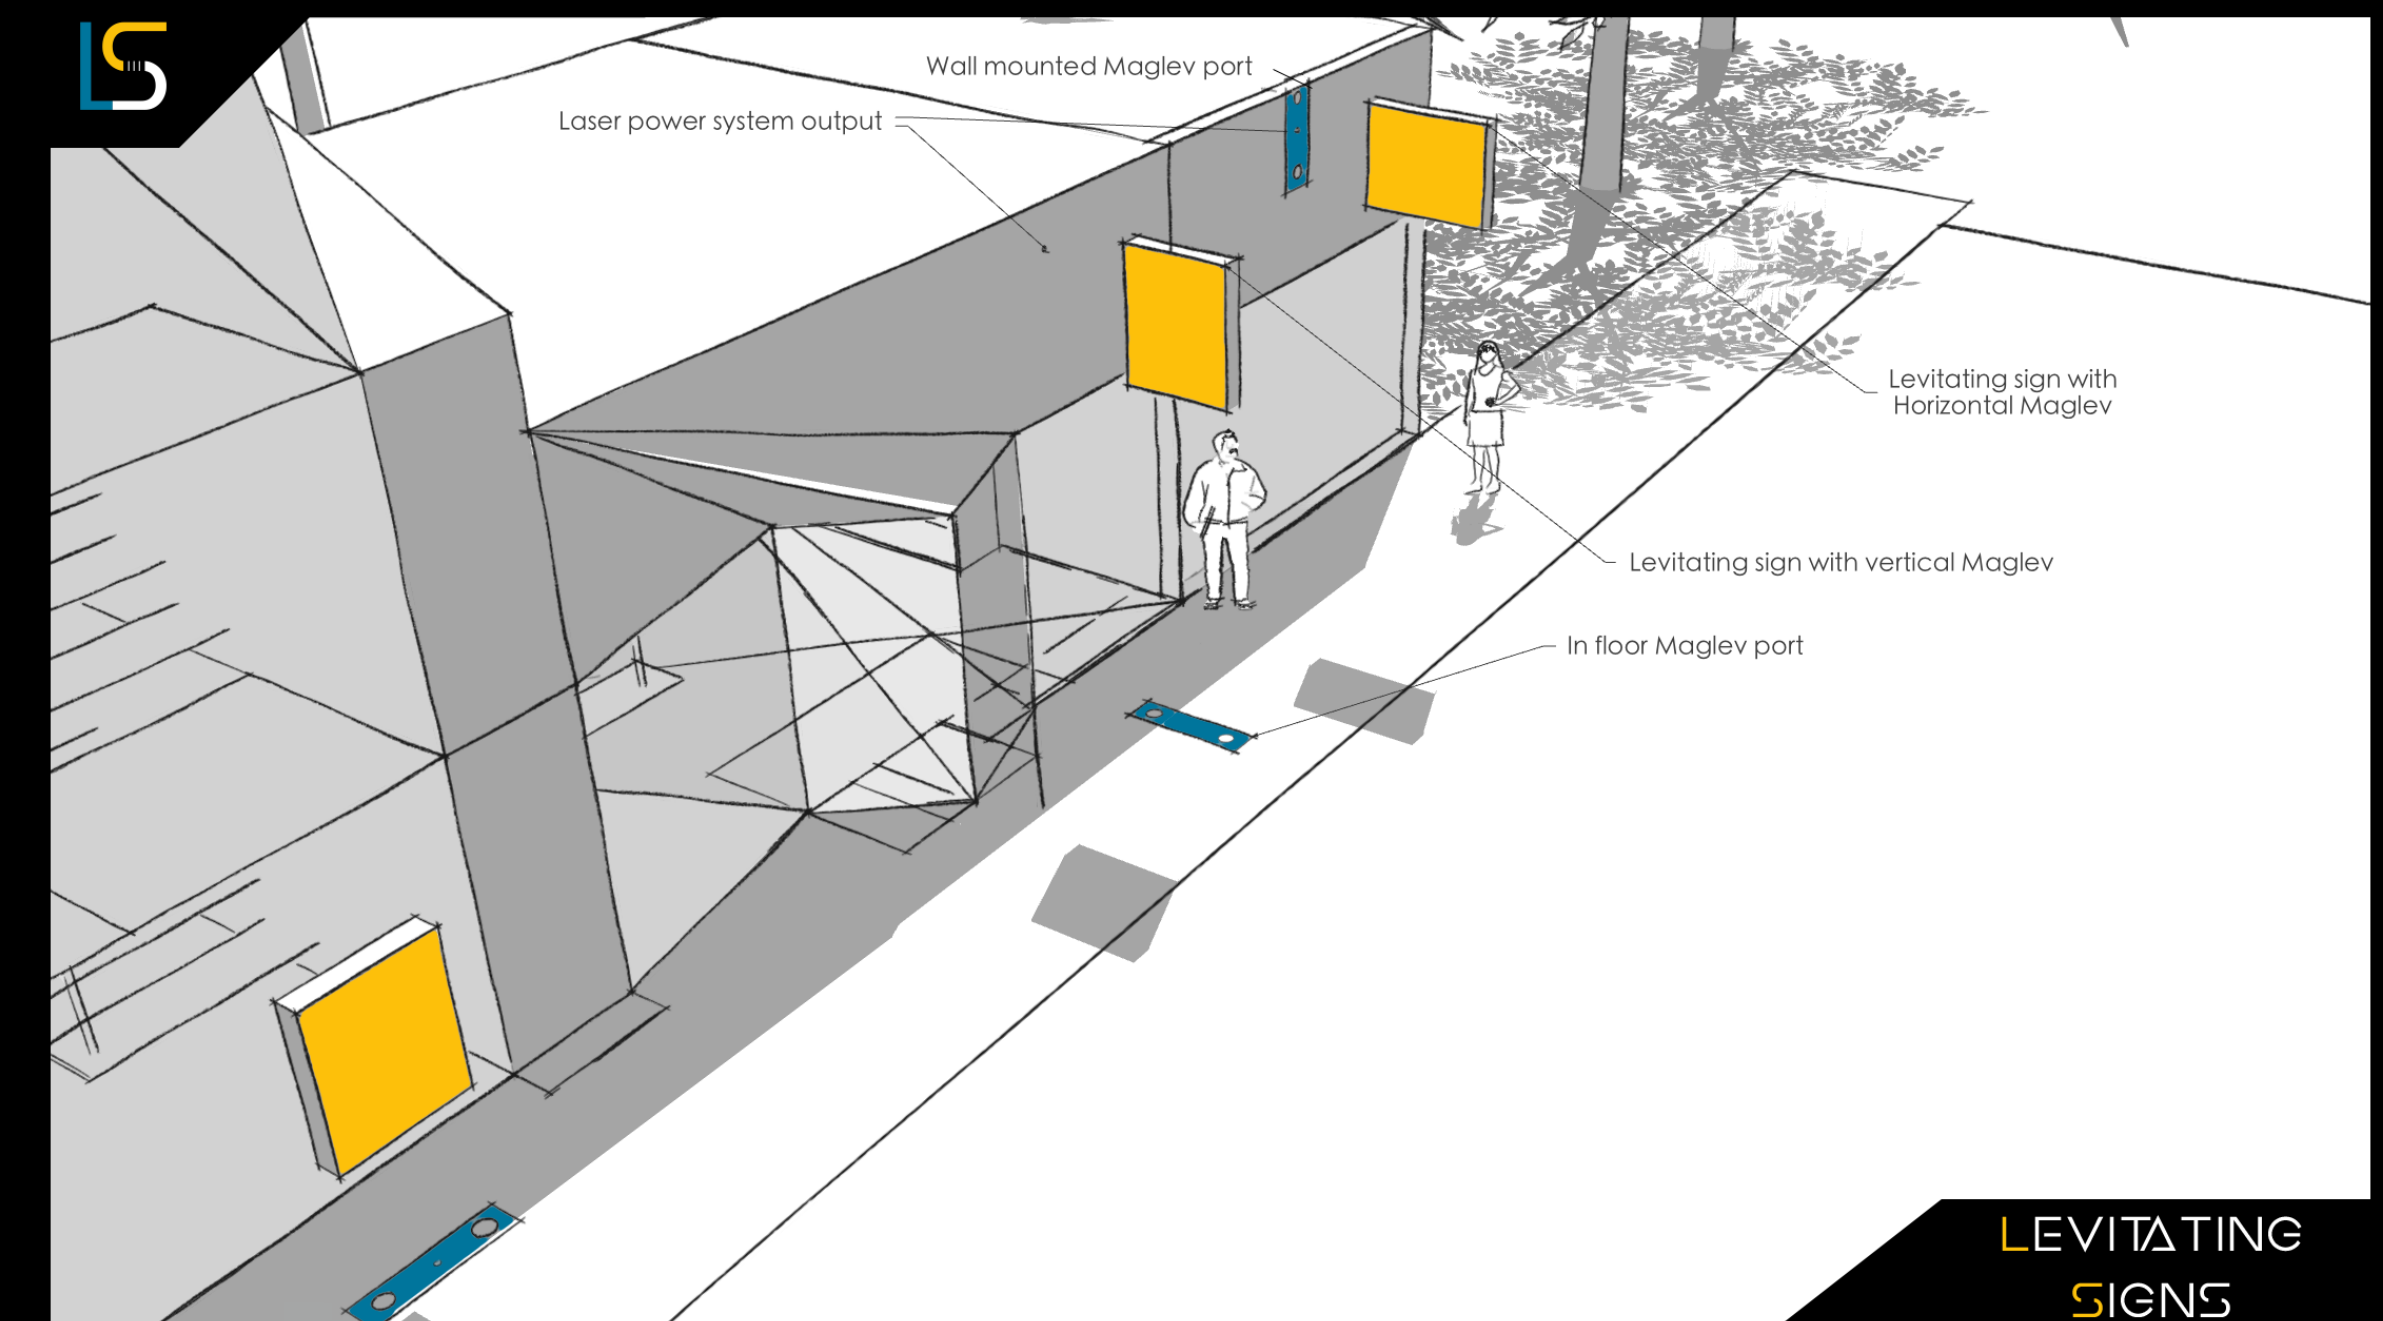 LS
Wall mounted Maglev port
Laser power system output
Levitating sign with
Horizontal Maglev
Levitating sign with vertical Maglev
In floor Maglev port
LEVITATING
SIGNS